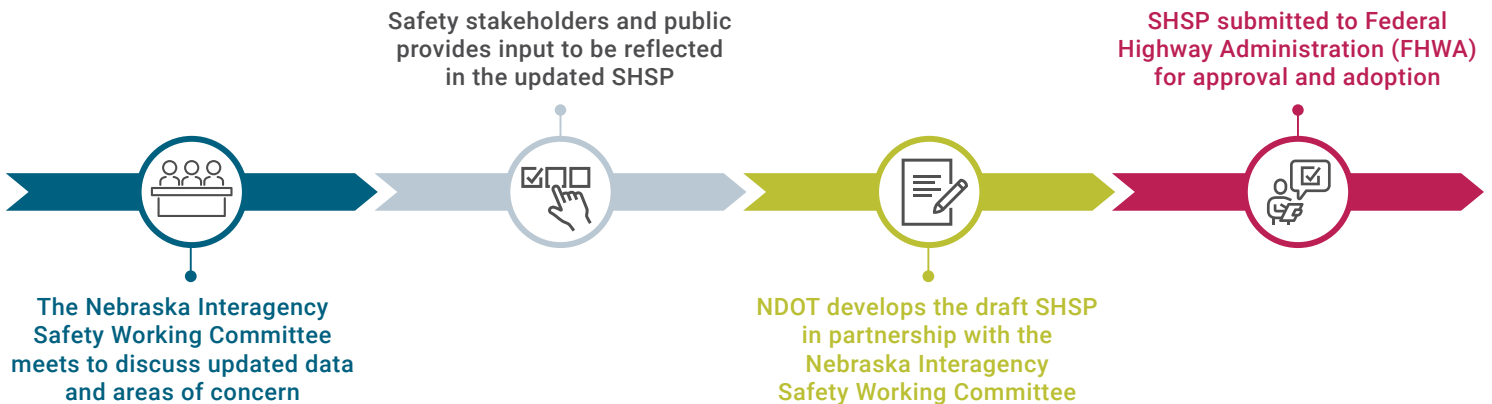 The Nebraska Interagency
Safety Working Committee
meets to discuss updated data
and areas of concern
Safety stakeholders and public
provides input to be reflected
in the updated SHSP
NDOT develops the draft SHSP
in partnership with the
Nebraska Interagency
Safety Working Committee
SHSP submitted to Federal
Highway Administration (FHWA)
for approval and adoption